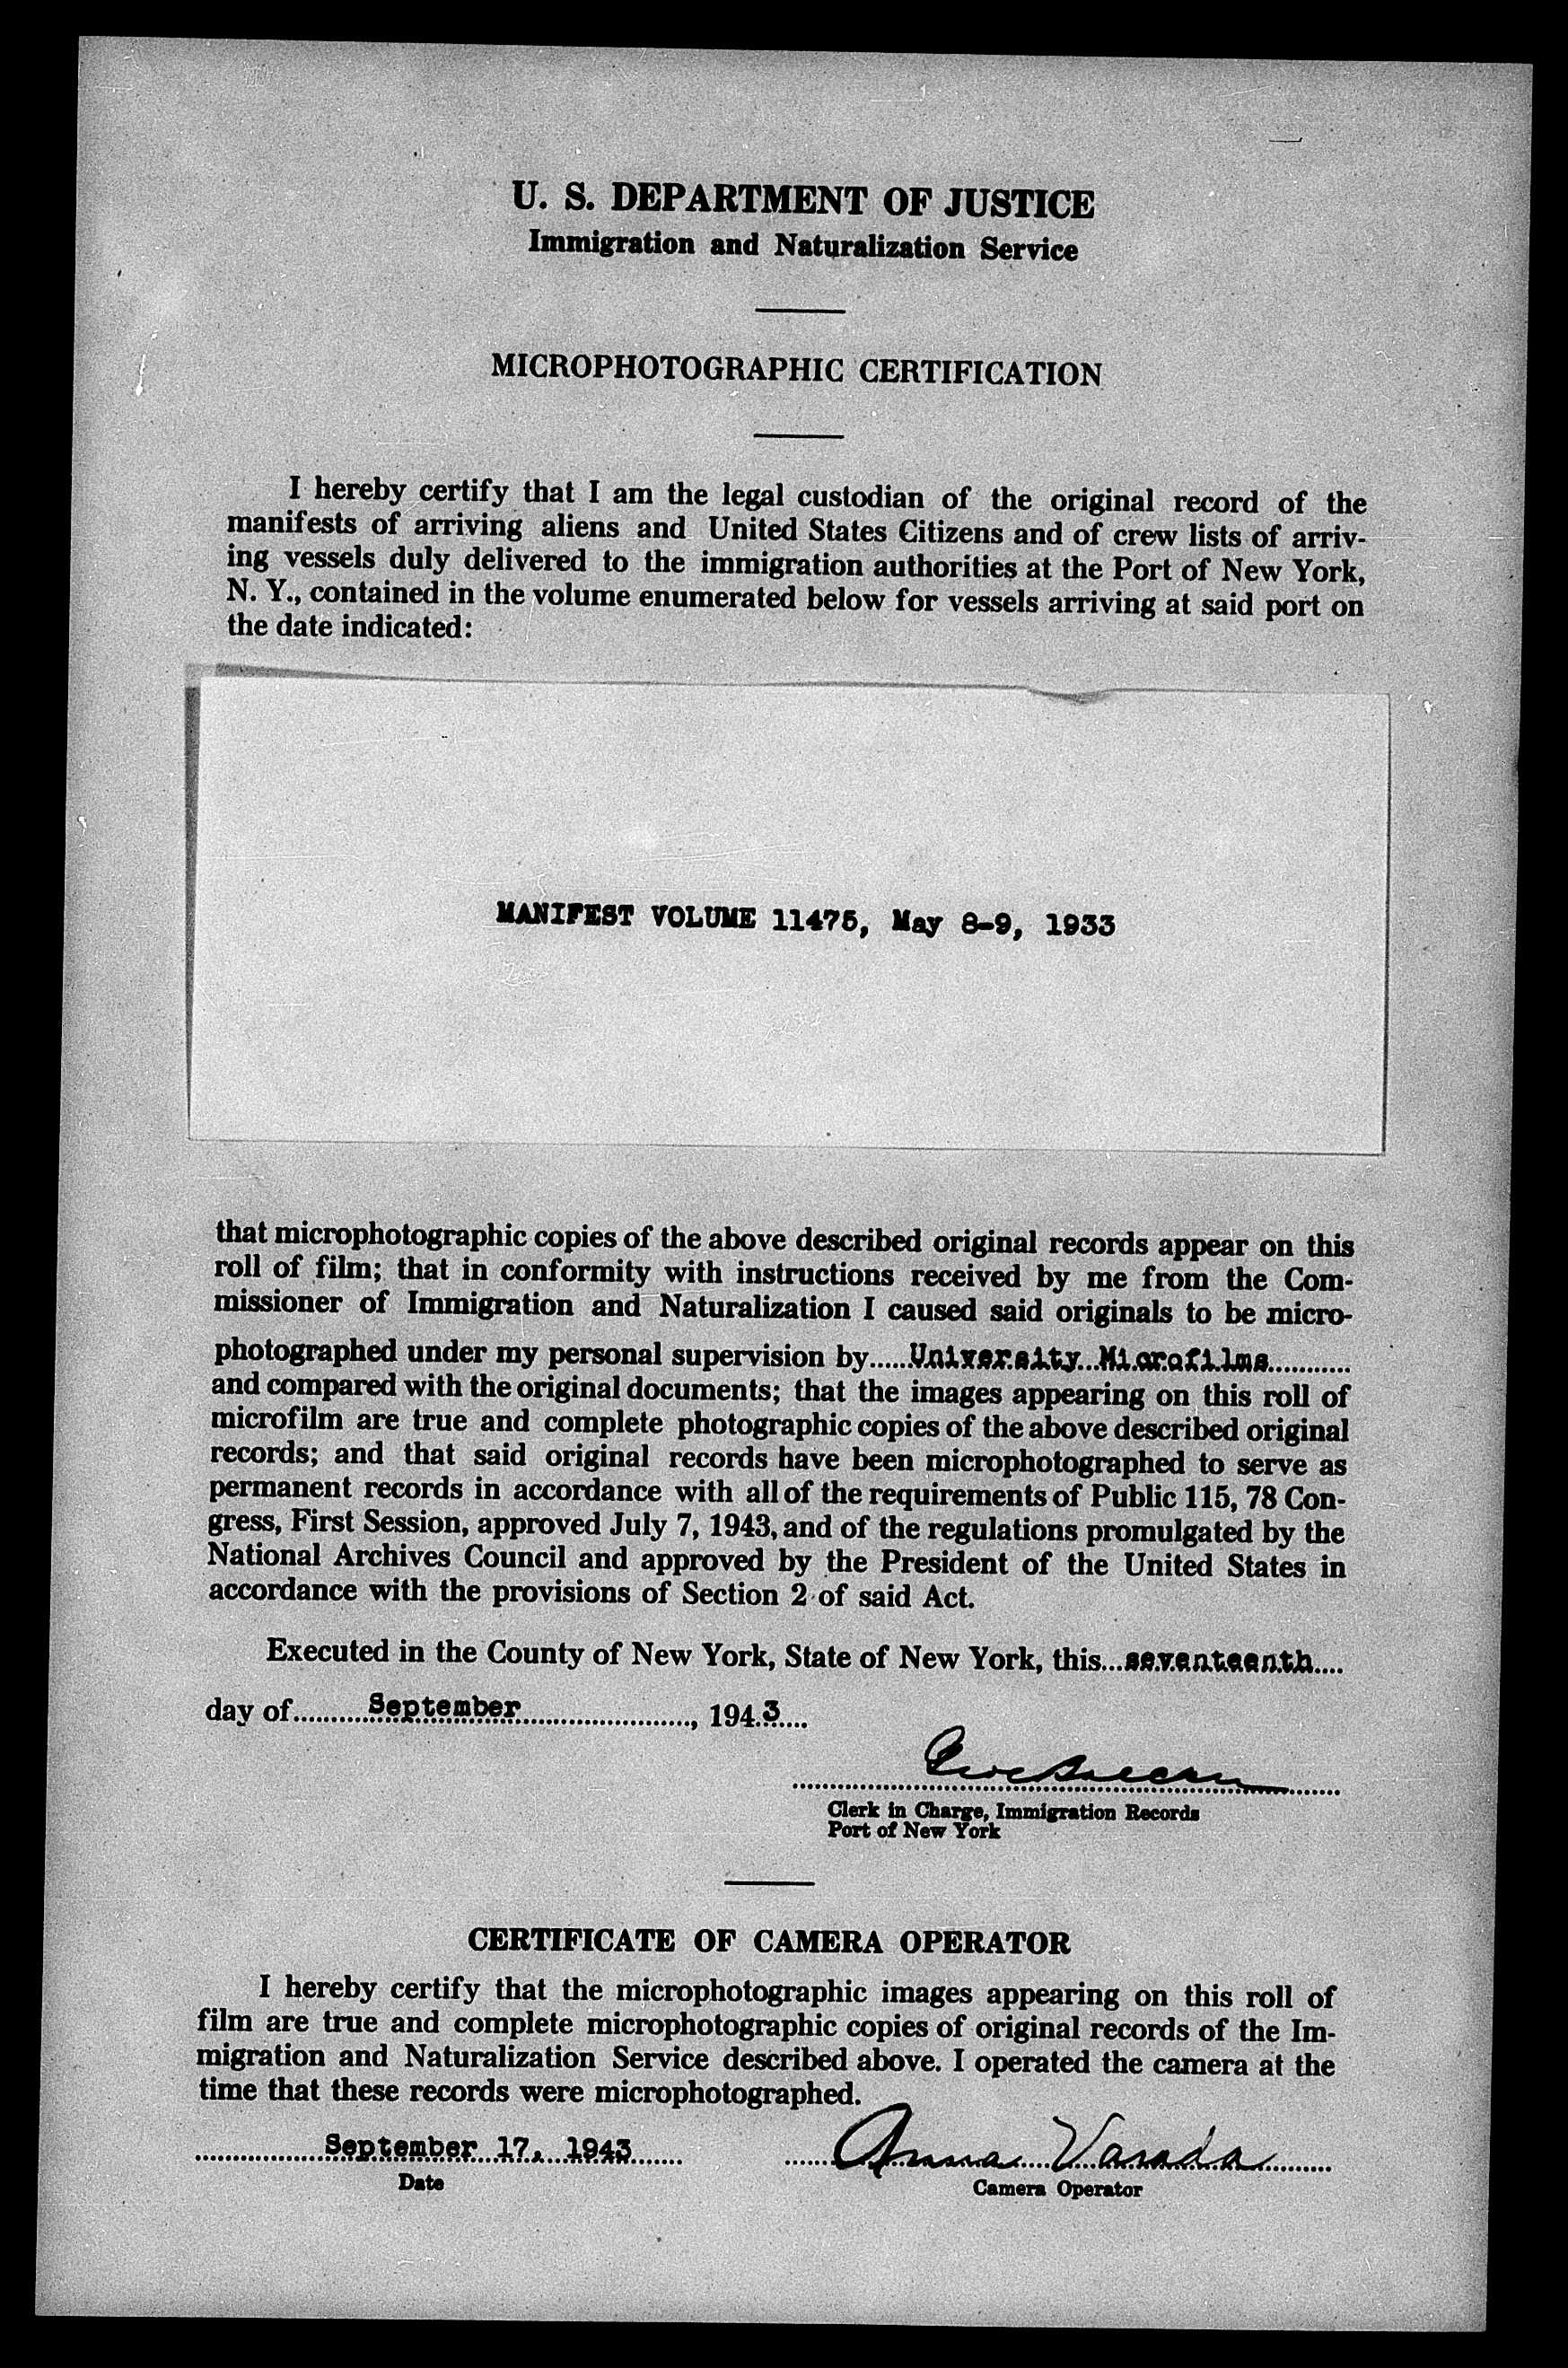 U. S. DEPARTMENT OF JUSTICE
Immigration and Naturalization Service
MICROPHOTOGRAPHIC CERTIFICATION
I hereby certify that I am the legal custodian of the original record of the
manifests of arriving aliens and United States Citizens and of crew lists of arriv-
ing vessels duly delivered to the immigration authorities at the Port of New York,
N. Y., contained in the volume enumerated below for vessels arriving at said port on
the date indicated:
MANIFEST VOLUME 11475, May 8-9, 1933
that microphotographic copies of the above described original records appear on this
roll of film; that in conformity with instructions received by me from the Com-
missioner of Immigration and Naturalization I caused said originals to be micro-
photographed under my personal supervision by.....University Microfilms...........
and compared with the original documents; that the images appearing on this roll of
microfilm are true and complete photographic copies of the above described original
records; and that said original records have been microphotographed to serve as
permanent records in accordance with all of the requirements of Public 115, 78 Con-
gress, First Session, approved July 7, 1943, and of the regulations promulgated by the
National Archives Council and approved by the President of the United States in
accordance with the provisions of Section 2 of said Act.
Executed in the County of New York, State of New York, this...seventeenth....
day of..........September......................., 194.3....
Clerk in Charge, Immigration Records
Port of New York
CERTIFICATE OF CAMERA OPERATOR
I hereby certify that the microphotographic images appearing on this roll of
film are true and complete microphotographic copies of original records of the Im-
migration and Naturalization Service described above. I operated the camera at the
time that these records were microphotographed.
September 17, 1943 Anna Varada
Date Camera Operator